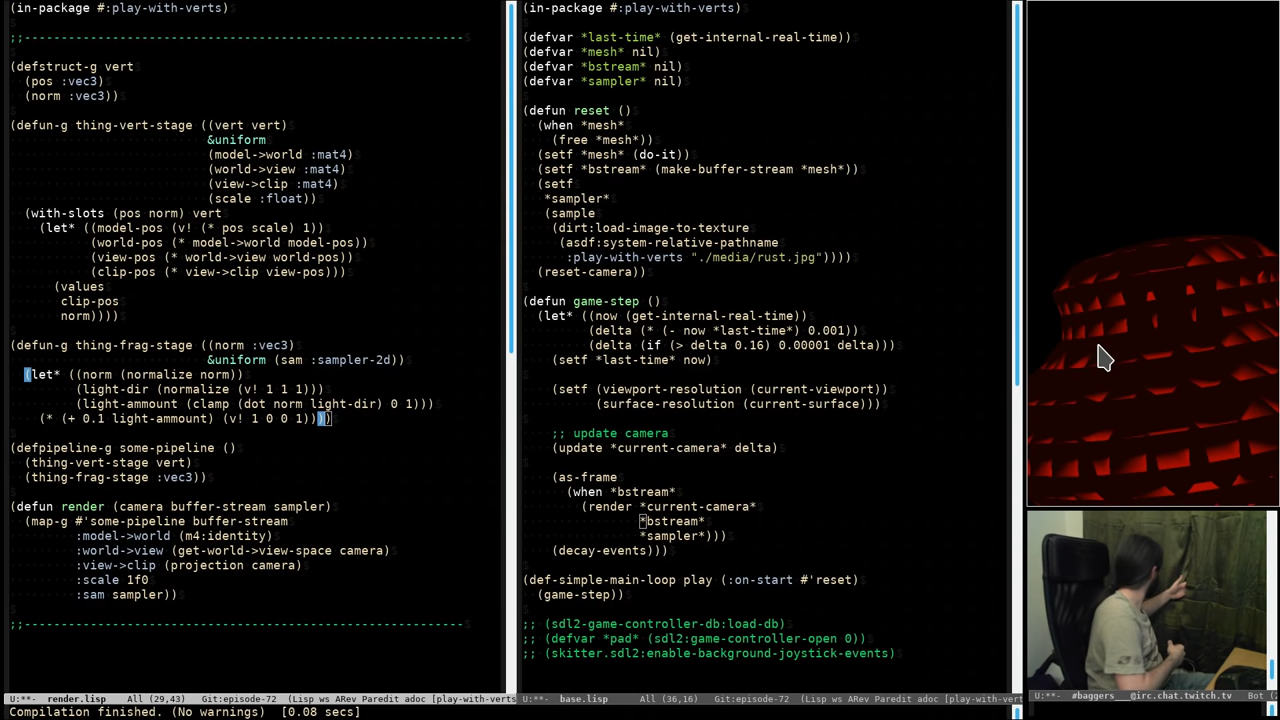 (in-package #:play-with-verts)
;;------------------------------------------------------------
(defstruct-g vert
(pos :vec3)
(norm :vec3))
(defun-g thing-vert-stage ((vert vert)
&uniform
(model->world :mat4)
(world->view :mat4)
(view->clip :mat4)
(scale :float))
(with-slots (pos norm) vert
(let* ((model-pos (v! (* pos scale) 1))
(world-pos (* model->world model-pos))
(view-pos (* world->view world-pos))
(clip-pos (* view->clip view-pos)))
(values
clip-pos
norm))))
(defun-g thing-frag-stage ((norm :vec3)
&uniform (sam :sampler-2d))
(let* ((norm (normalize norm))
(light-dir (normalize (v! 1 1 1)))
(light-amount (clamp (dot norm light-dir) 0 1)))
(* (+ 0.1 light-amount) (v! 1 0 0 1))))
(defpipeline-g some-pipeline ()
(thing-vert-stage vert)
(thing-frag-stage :vec3))
(defun render (camera buffer-stream sampler)
(map-g #'some-pipeline buffer-stream
:model->world (m4:identity)
:world->view (get-world->view-space camera)
:view->clip (projection camera)
:scale 1f0
:sam sampler))
;;------------------------------------------------------------
U:**- render.lisp All (29,43) Git:episode-72 (Lisp ws ARev Paredit adoc [play-with-verts
Compilation finished. (No warnings) [0.08 secs]
(in-package #:play-with-verts)
(defvar *last-time* (get-internal-real-time))
(defvar *mesh* nil)
(defvar *bstream* nil)
(defvar *sampler* nil)
(defun reset ()
(when *mesh*
(free *mesh*))
(setf *mesh* (do-it))
(setf *bstream* (make-buffer-stream *mesh*))
(setf
*sampler*
(sample
(dirt:load-image-to-texture
(asdf:system-relative-pathname
:play-with-verts "./media/rust.jpg"))))
(reset-camera))
(defun game-step ()
(let* ((now (get-internal-real-time))
(delta (* (- now *last-time*) 0.001))
(delta (if (> delta 0.16) 0.00001 delta)))
(setf *last-time* now)
(setf (viewport-resolution (current-viewport))
(surface-resolution (current-surface)))
;; update camera
(update *current-camera* delta)
(as-frame
(when *bstream*
(render *current-camera*
*bstream*
*sampler*)))
(decay-events)))
(def-simple-main-loop play (:on-start #'reset)
(game-step))
;; (sdl2-game-controller-db:load-db)
;; (defvar *pad* (sdl2:game-controller-open 0))
;; (skitter.sdl2:enable-background-joystick-events)
U:**- base.lisp All (36,16) Git:episode-72 (Lisp ws ARev Paredit adoc [play-with-vert
U:**- #baggers___@irc.chat.twitch.tv Bot